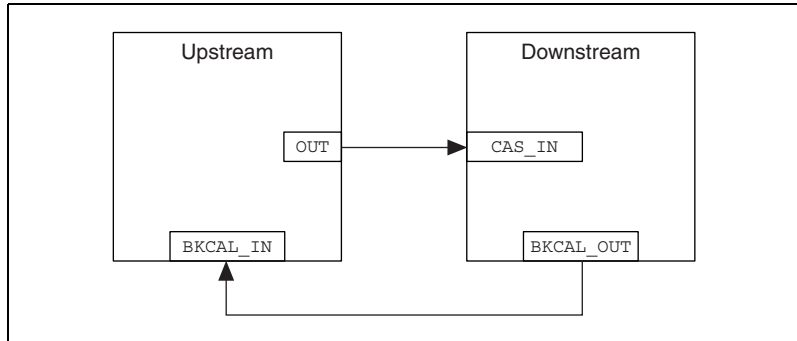 Upstream
Downstream
OUT
CAS_IN
BKCAL_IN
BKCAL_OUT